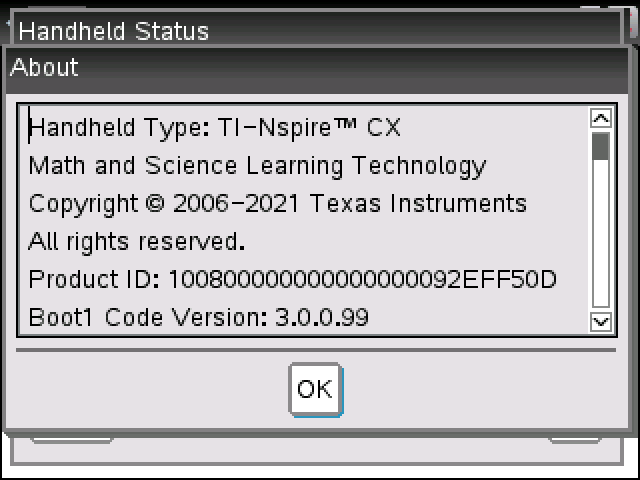 Handheld Status
About
Handheld Type: TI-Nspire™ CX
Math and Science Learning Technology
Copyright © 2006-2021 Texas Instruments
All rights reserved.
Product ID: 100800000000000000092EFF50D
Boot1 Code Version: 3.0.0.99
OK